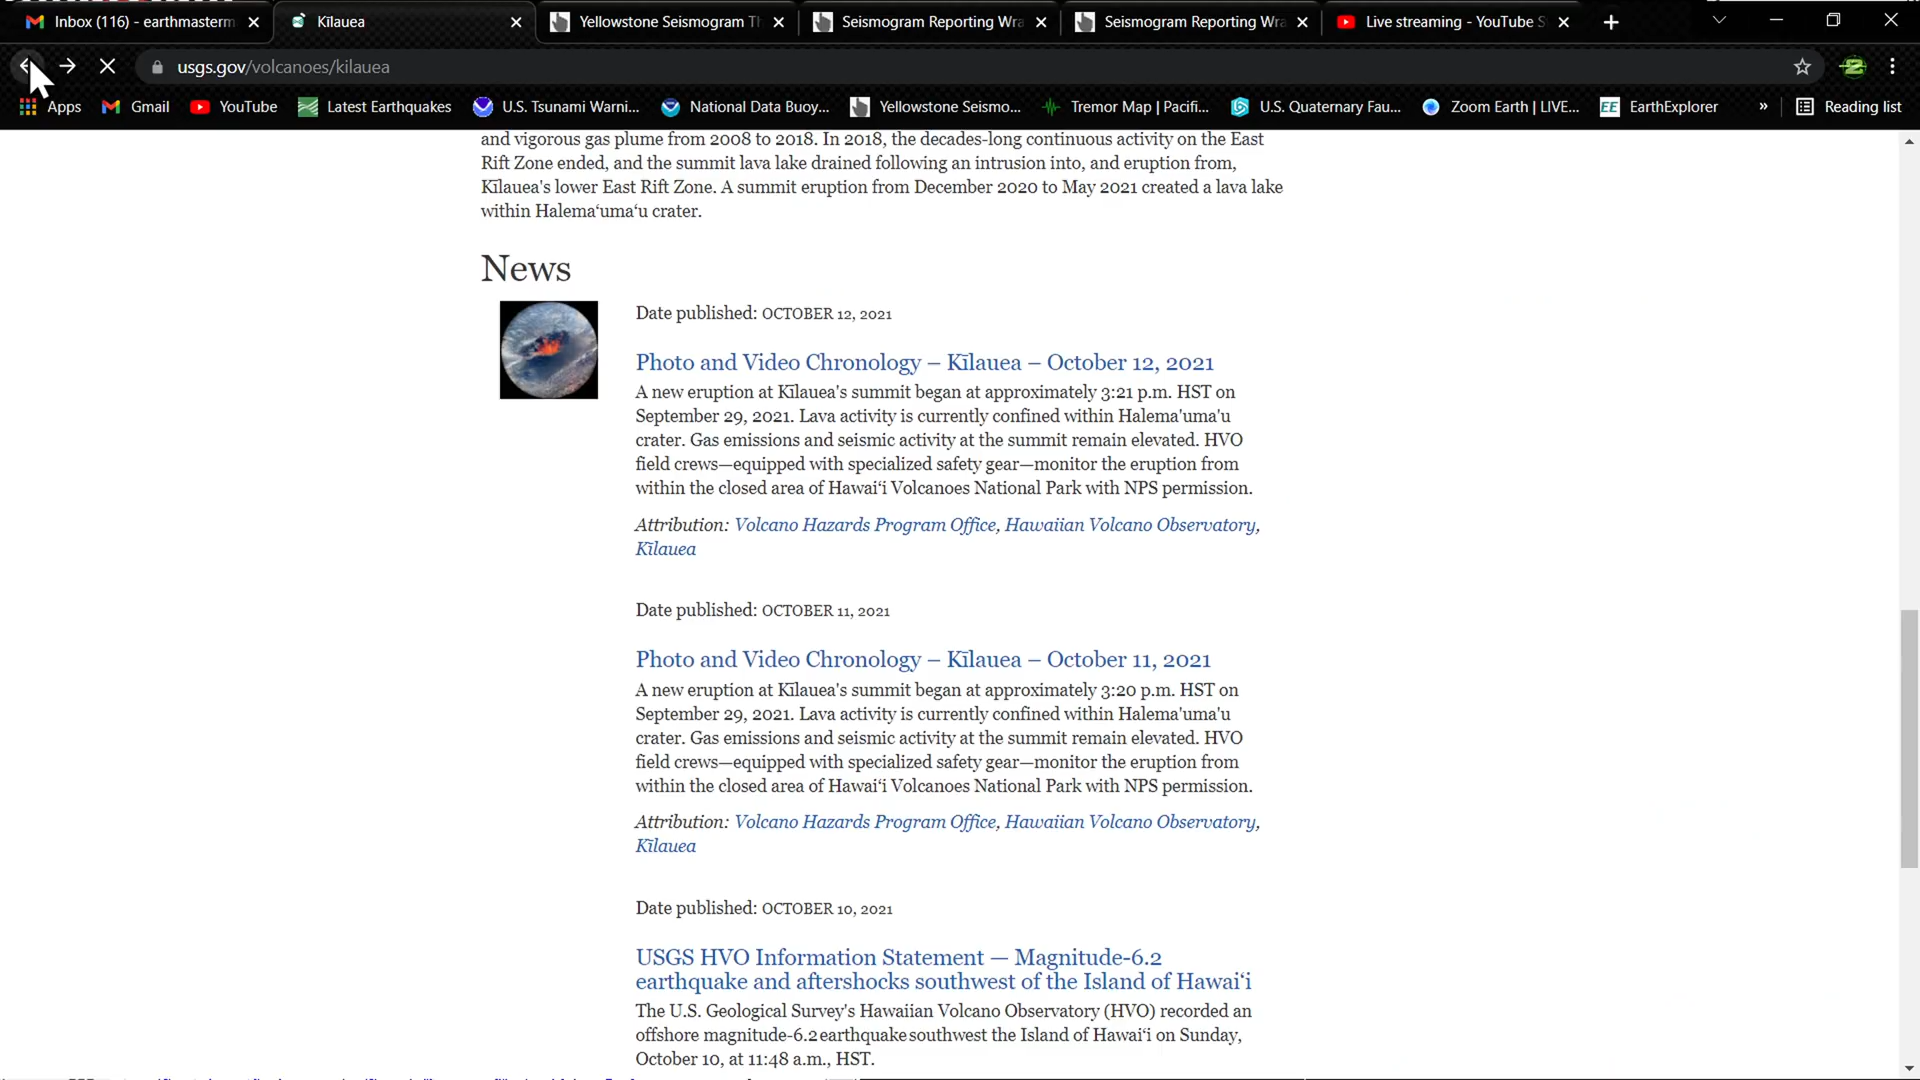 Inbox (116) - earthmasterm
Kīlauea
Yellowstone Seismogram Th
Seismogram Reporting Wra
Seismogram Reporting Wra
Live streaming - YouTube S
usgs.gov/volcanoes/kilauea
Apps
Gmail
YouTube
Latest Earthquakes
U.S. Tsunami Warni...
National Data Buoy...
Yellowstone Seismo...
Tremor Map | Pacifi...
U.S. Quaternary Fau...
Zoom Earth | LIVE...
EE EarthExplorer
»
Reading list
and vigorous gas plume from 2008 to 2018. In 2018, the decades-long continuous activity on the East
Rift Zone ended, and the summit lava lake drained following an intrusion into, and eruption from,
Kīlauea's lower East Rift Zone. A summit eruption from December 2020 to May 2021 created a lava lake
within Halemaʻumaʻu crater.
News
Date published: OCTOBER 12, 2021
Photo and Video Chronology – Kīlauea – October 12, 2021
A new eruption at Kīlauea's summit began at approximately 3:21 p.m. HST on
September 29, 2021. Lava activity is currently confined within Halema'uma'u
crater. Gas emissions and seismic activity at the summit remain elevated. HVO
field crews—equipped with specialized safety gear—monitor the eruption from
within the closed area of Hawaiʻi Volcanoes National Park with NPS permission.
Attribution: Volcano Hazards Program Office, Hawaiian Volcano Observatory,
Kīlauea
Date published: OCTOBER 11, 2021
Photo and Video Chronology – Kīlauea – October 11, 2021
A new eruption at Kīlauea's summit began at approximately 3:20 p.m. HST on
September 29, 2021. Lava activity is currently confined within Halema'uma'u
crater. Gas emissions and seismic activity at the summit remain elevated. HVO
field crews—equipped with specialized safety gear—monitor the eruption from
within the closed area of Hawaiʻi Volcanoes National Park with NPS permission.
Attribution: Volcano Hazards Program Office, Hawaiian Volcano Observatory,
Kīlauea
Date published: OCTOBER 10, 2021
USGS HVO Information Statement — Magnitude-6.2
earthquake and aftershocks southwest of the Island of Hawaiʻi
The U.S. Geological Survey's Hawaiian Volcano Observatory (HVO) recorded an
offshore magnitude-6.2 earthquake southwest the Island of Hawaiʻi on Sunday,
October 10, at 11:48 a.m., HST.